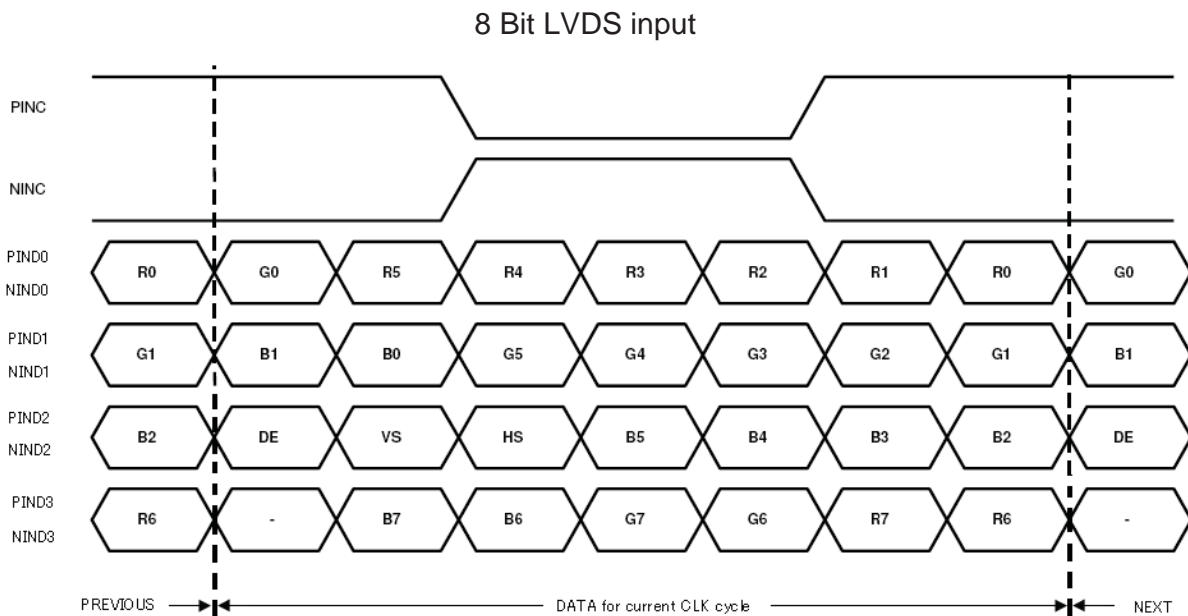 8 Bit LVDS input
PINC
NINC
PIND0
NIND0
R0 G0 R5 R4 R3 R2 R1 R0 G0
PIND1
NIND1
G1 B1 B0 G5 G4 G3 G2 G1 B1
PIND2
NIND2
B2 DE VS HS B5 B4 B3 B2 DE
PIND3
NIND3
R6 - B7 B6 G7 G6 R7 R6 -
PREVIOUS DATA for current CLK cycle NEXT